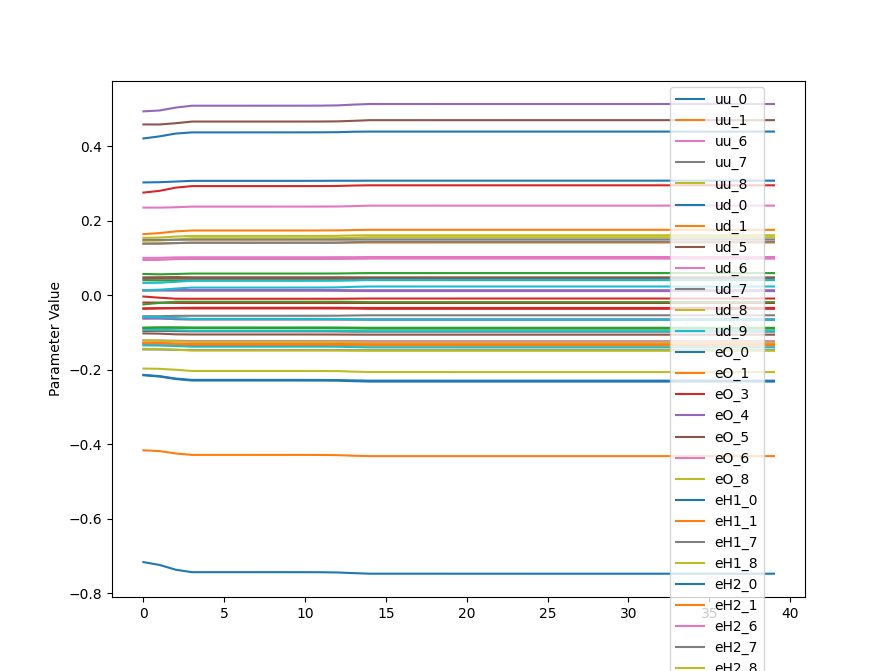 0.4
0.2
0.0
−0.2
−0.4
−0.6
−0.8
Parameter Value
0
5
10
15
20
25
30
35
40
uu_0
uu_1
uu_6
uu_7
uu_8
ud_0
ud_1
ud_5
ud_6
ud_7
ud_8
ud_9
eO_0
eO_1
eO_3
eO_4
eO_5
eO_6
eO_8
eH1_0
eH1_1
eH1_7
eH1_8
eH2_0
eH2_1
eH2_6
eH2_7
eH2_8